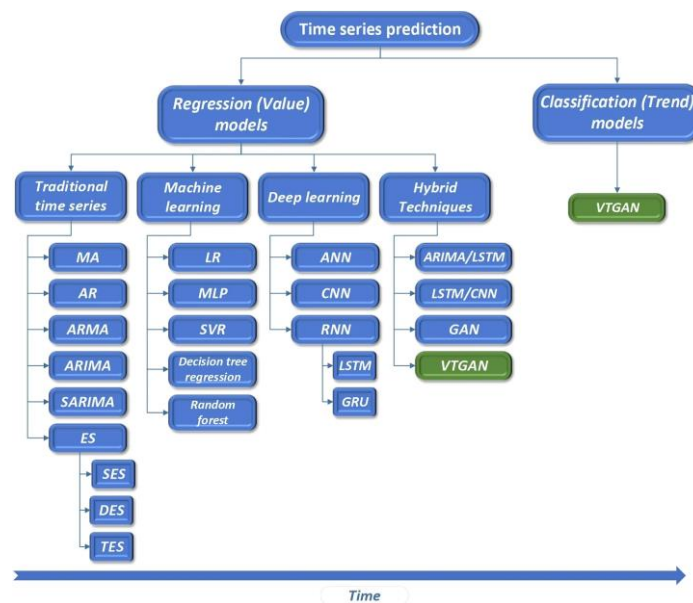 Time series prediction
Regression (Value)
models
Classification (Trend)
models
Traditional
time series
Machine
learning
Deep learning
Hybrid
Techniques
VTGAN
MA
AR
ARMA
ARIMA
SARIMA
ES
SES
DES
TES
LR
MLP
SVR
Decision tree
regression
Random
forest
ANN
CNN
RNN
LSTM
GRU
ARIMA/LSTM
LSTM/CNN
GAN
VTGAN
Time